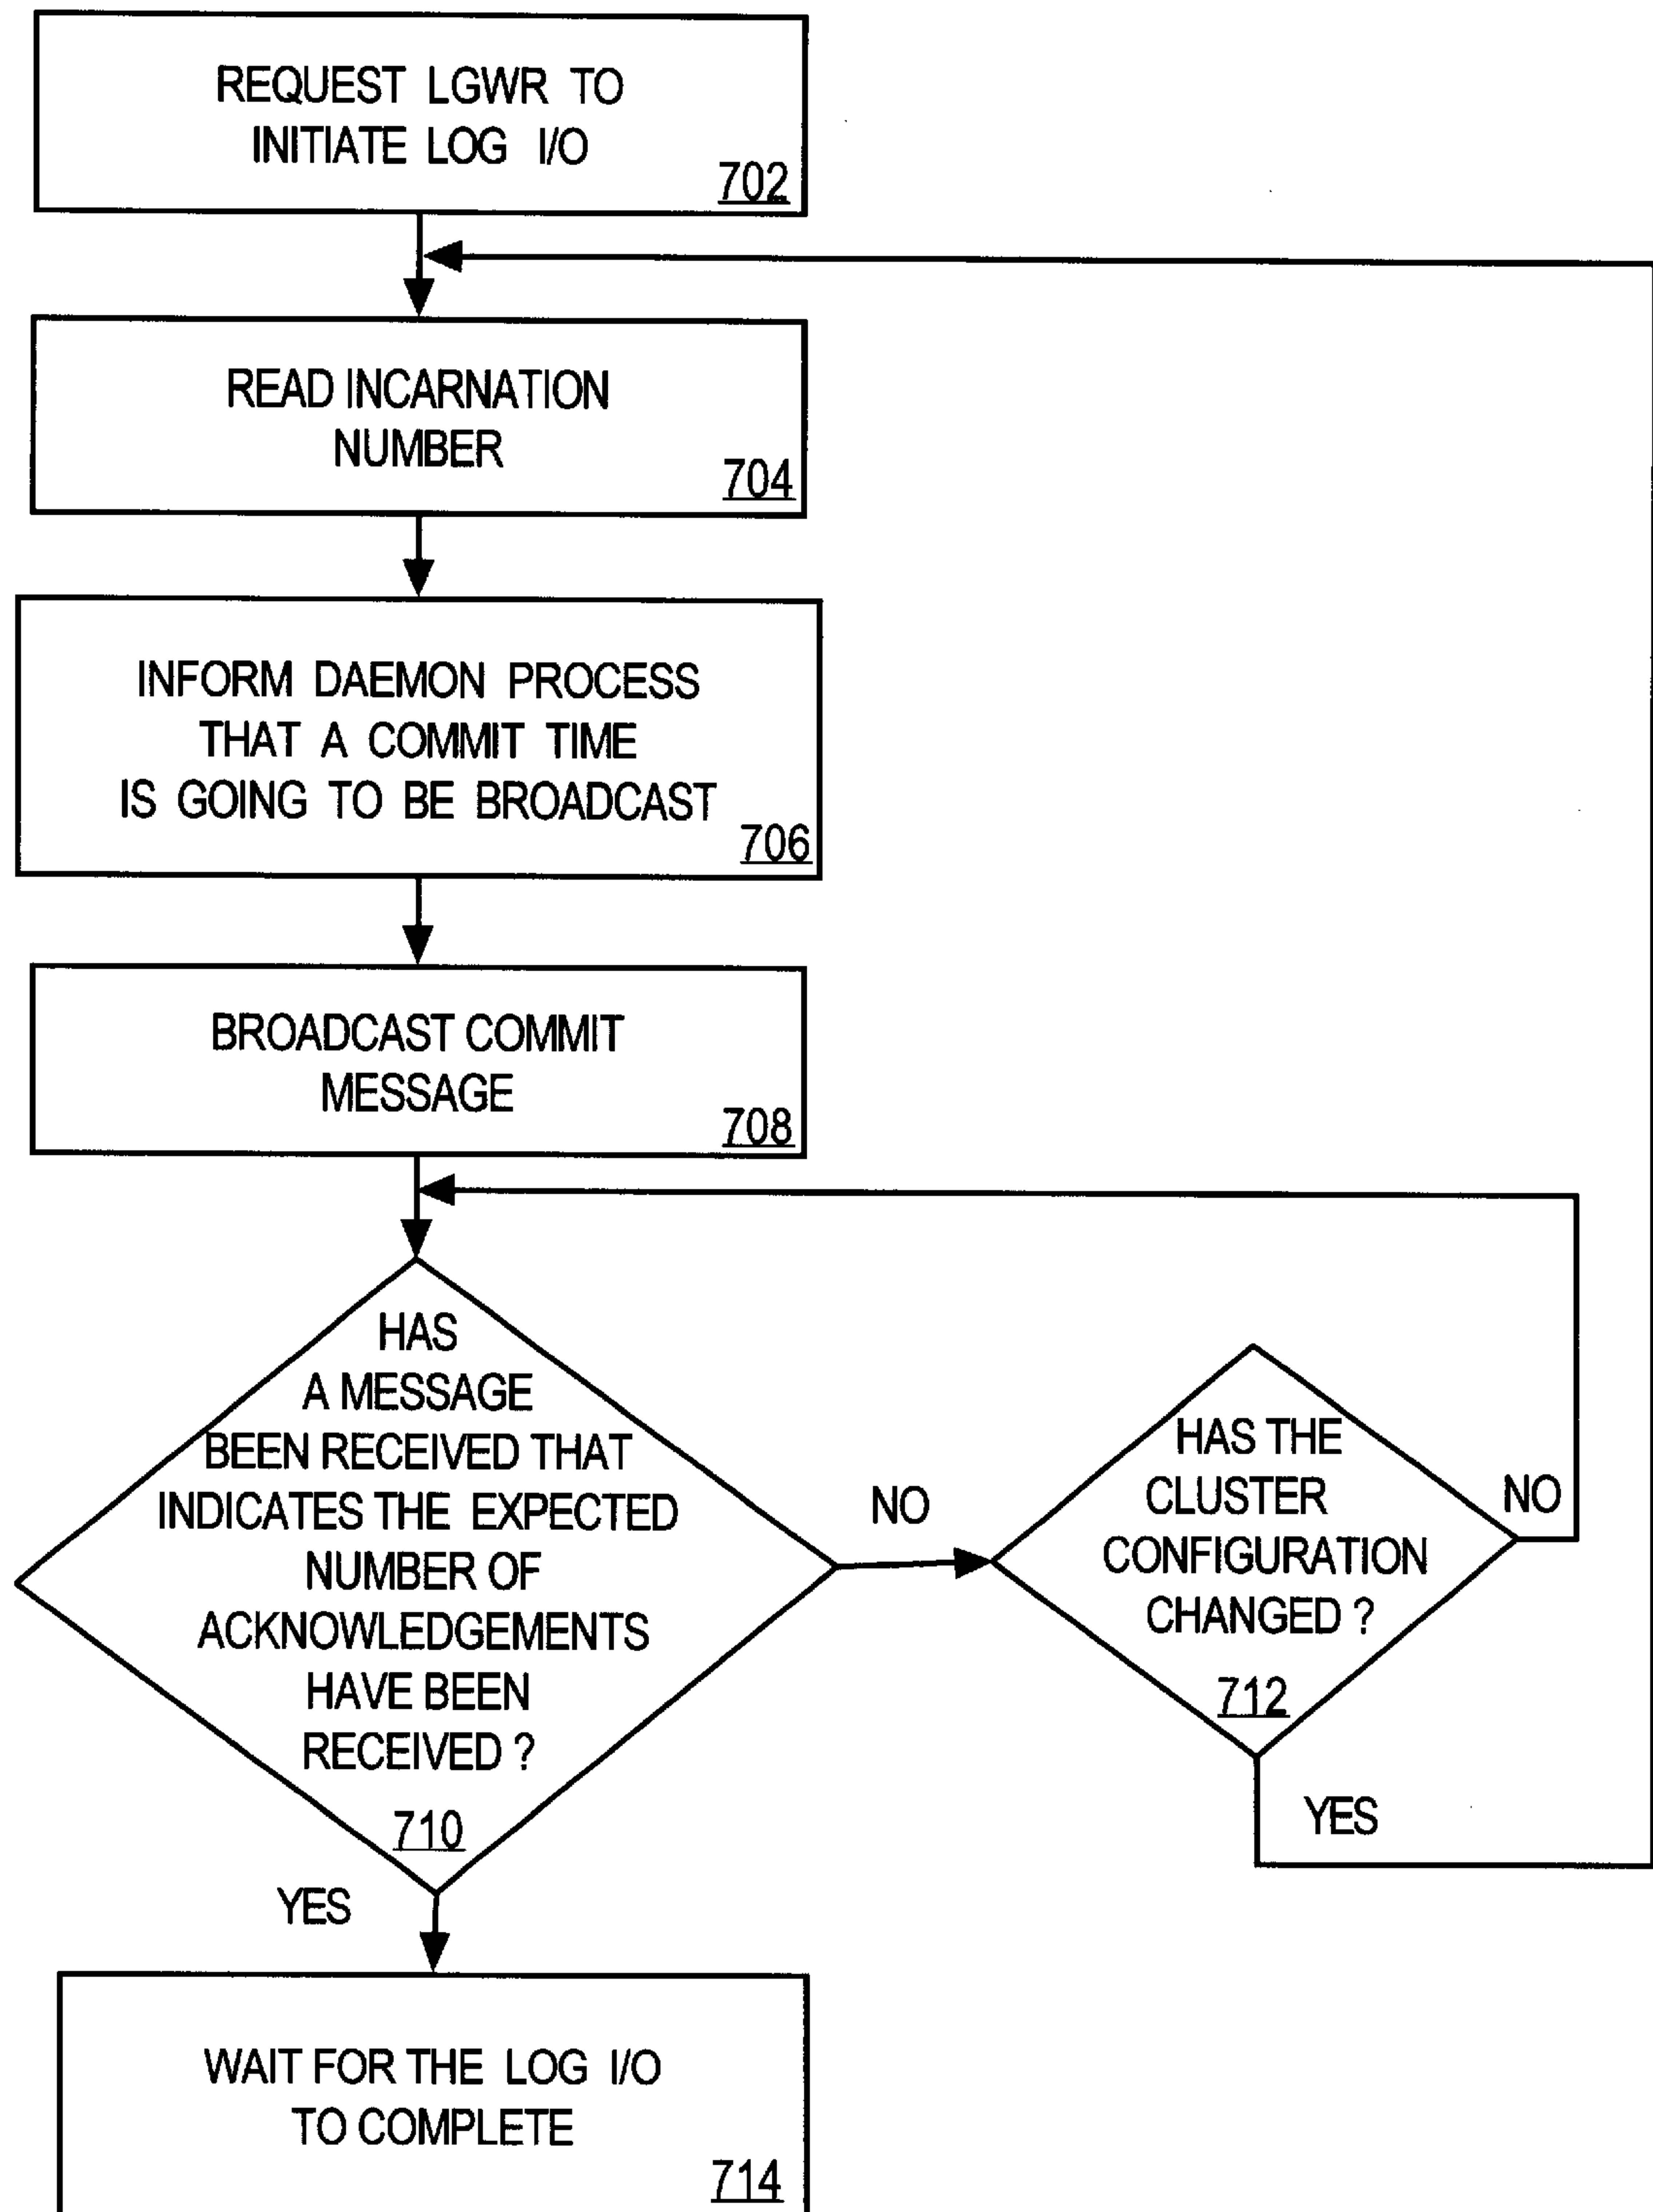 REQUEST LGWR TO
INITIATE LOG I/O
702
READ INCARNATION
NUMBER
704
INFORM DAEMON PROCESS
THAT A COMMIT TIME
IS GOING TO BE BROADCAST
706
BROADCAST COMMIT
MESSAGE
708
HAS
A MESSAGE
BEEN RECEIVED THAT
INDICATES THE EXPECTED
NUMBER OF
ACKNOWLEDGEMENTS
HAVE BEEN
RECEIVED ?
710
NO
HAS THE
CLUSTER
CONFIGURATION
CHANGED ?
712
NO
YES
YES
WAIT FOR THE LOG I/O
TO COMPLETE
714